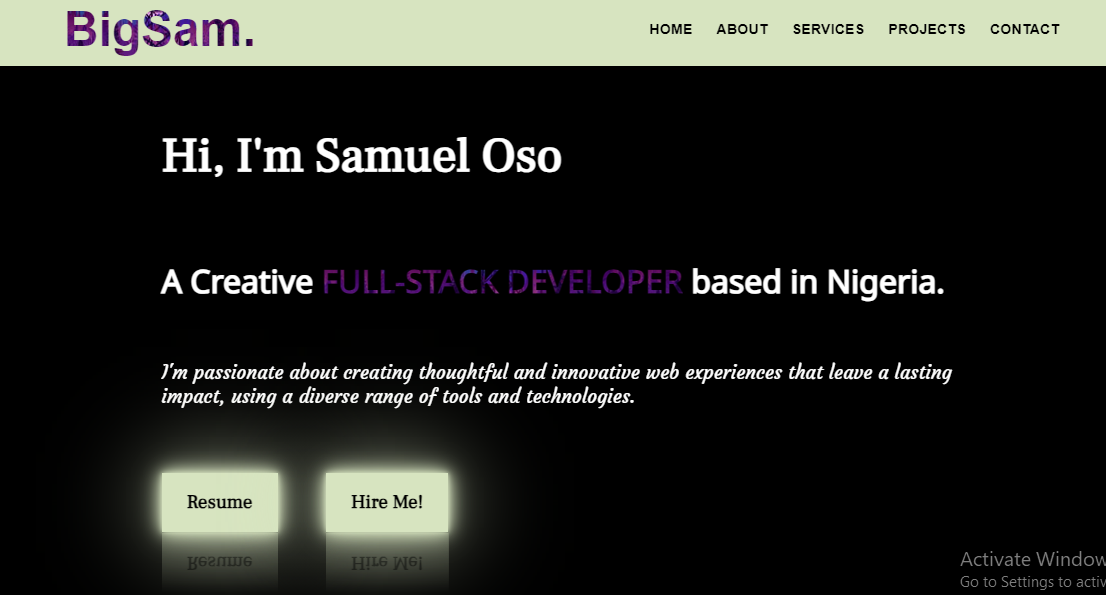 BigSam.
HOME ABOUT SERVICES PROJECTS CONTACT
Hi, I'm Samuel Oso
A Creative FULL-STACK DEVELOPER based in Nigeria.
I'm passionate about creating thoughtful and innovative web experiences that leave a lasting
impact, using a diverse range of tools and technologies.
Resume Hire Me!
Resume Hire Me!
Activate Window
Go to Settings to activ